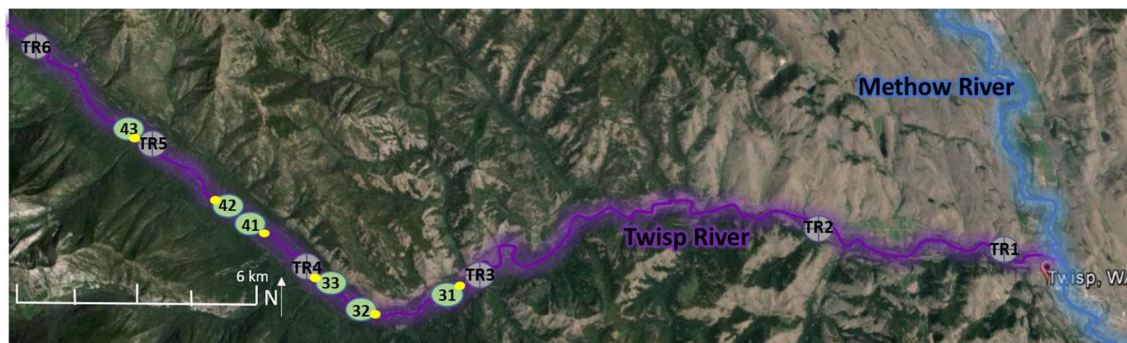 TR6
43
TR5
42
41
TR4
33
32
31
TR3
Twisp River
TR2
TR1
Methow River
Twisp, WA
6 km
N